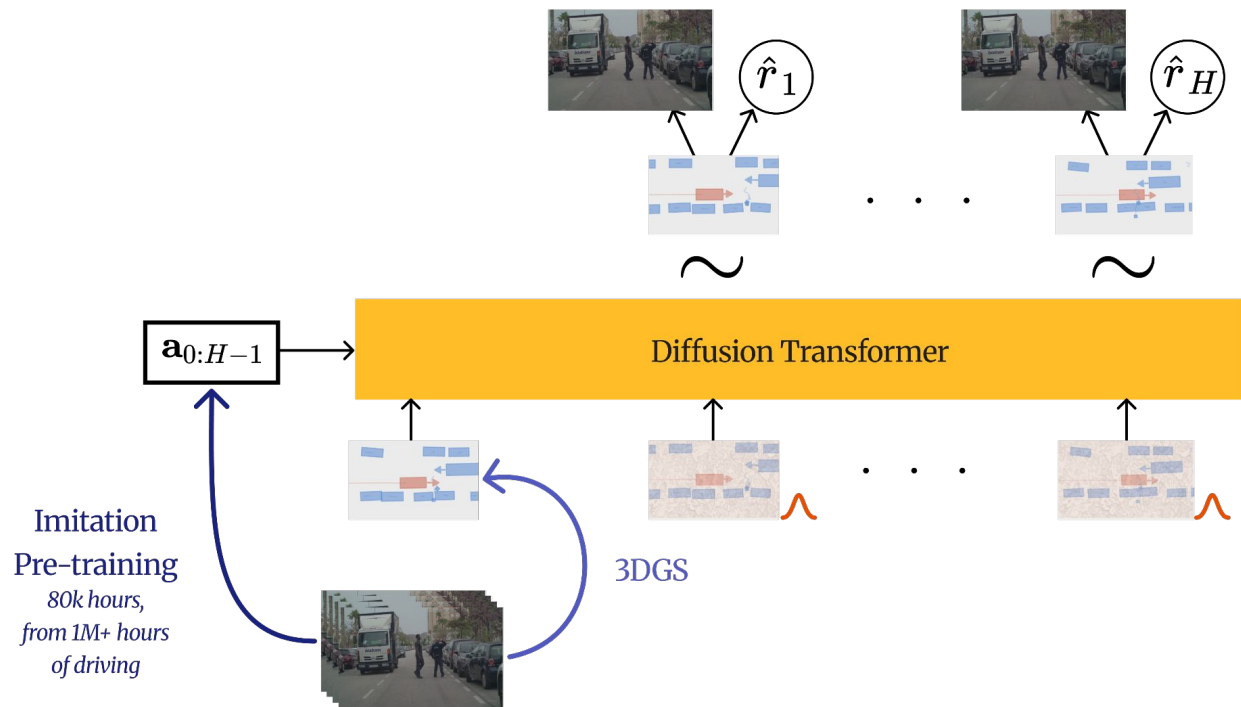 r̂ 1
r̂ H
. . .
∼
∼
a0:H−1
Diffusion Transformer
. . .
Imitation
Pre-training
80k hours,
from 1M+ hours
of driving
3DGS